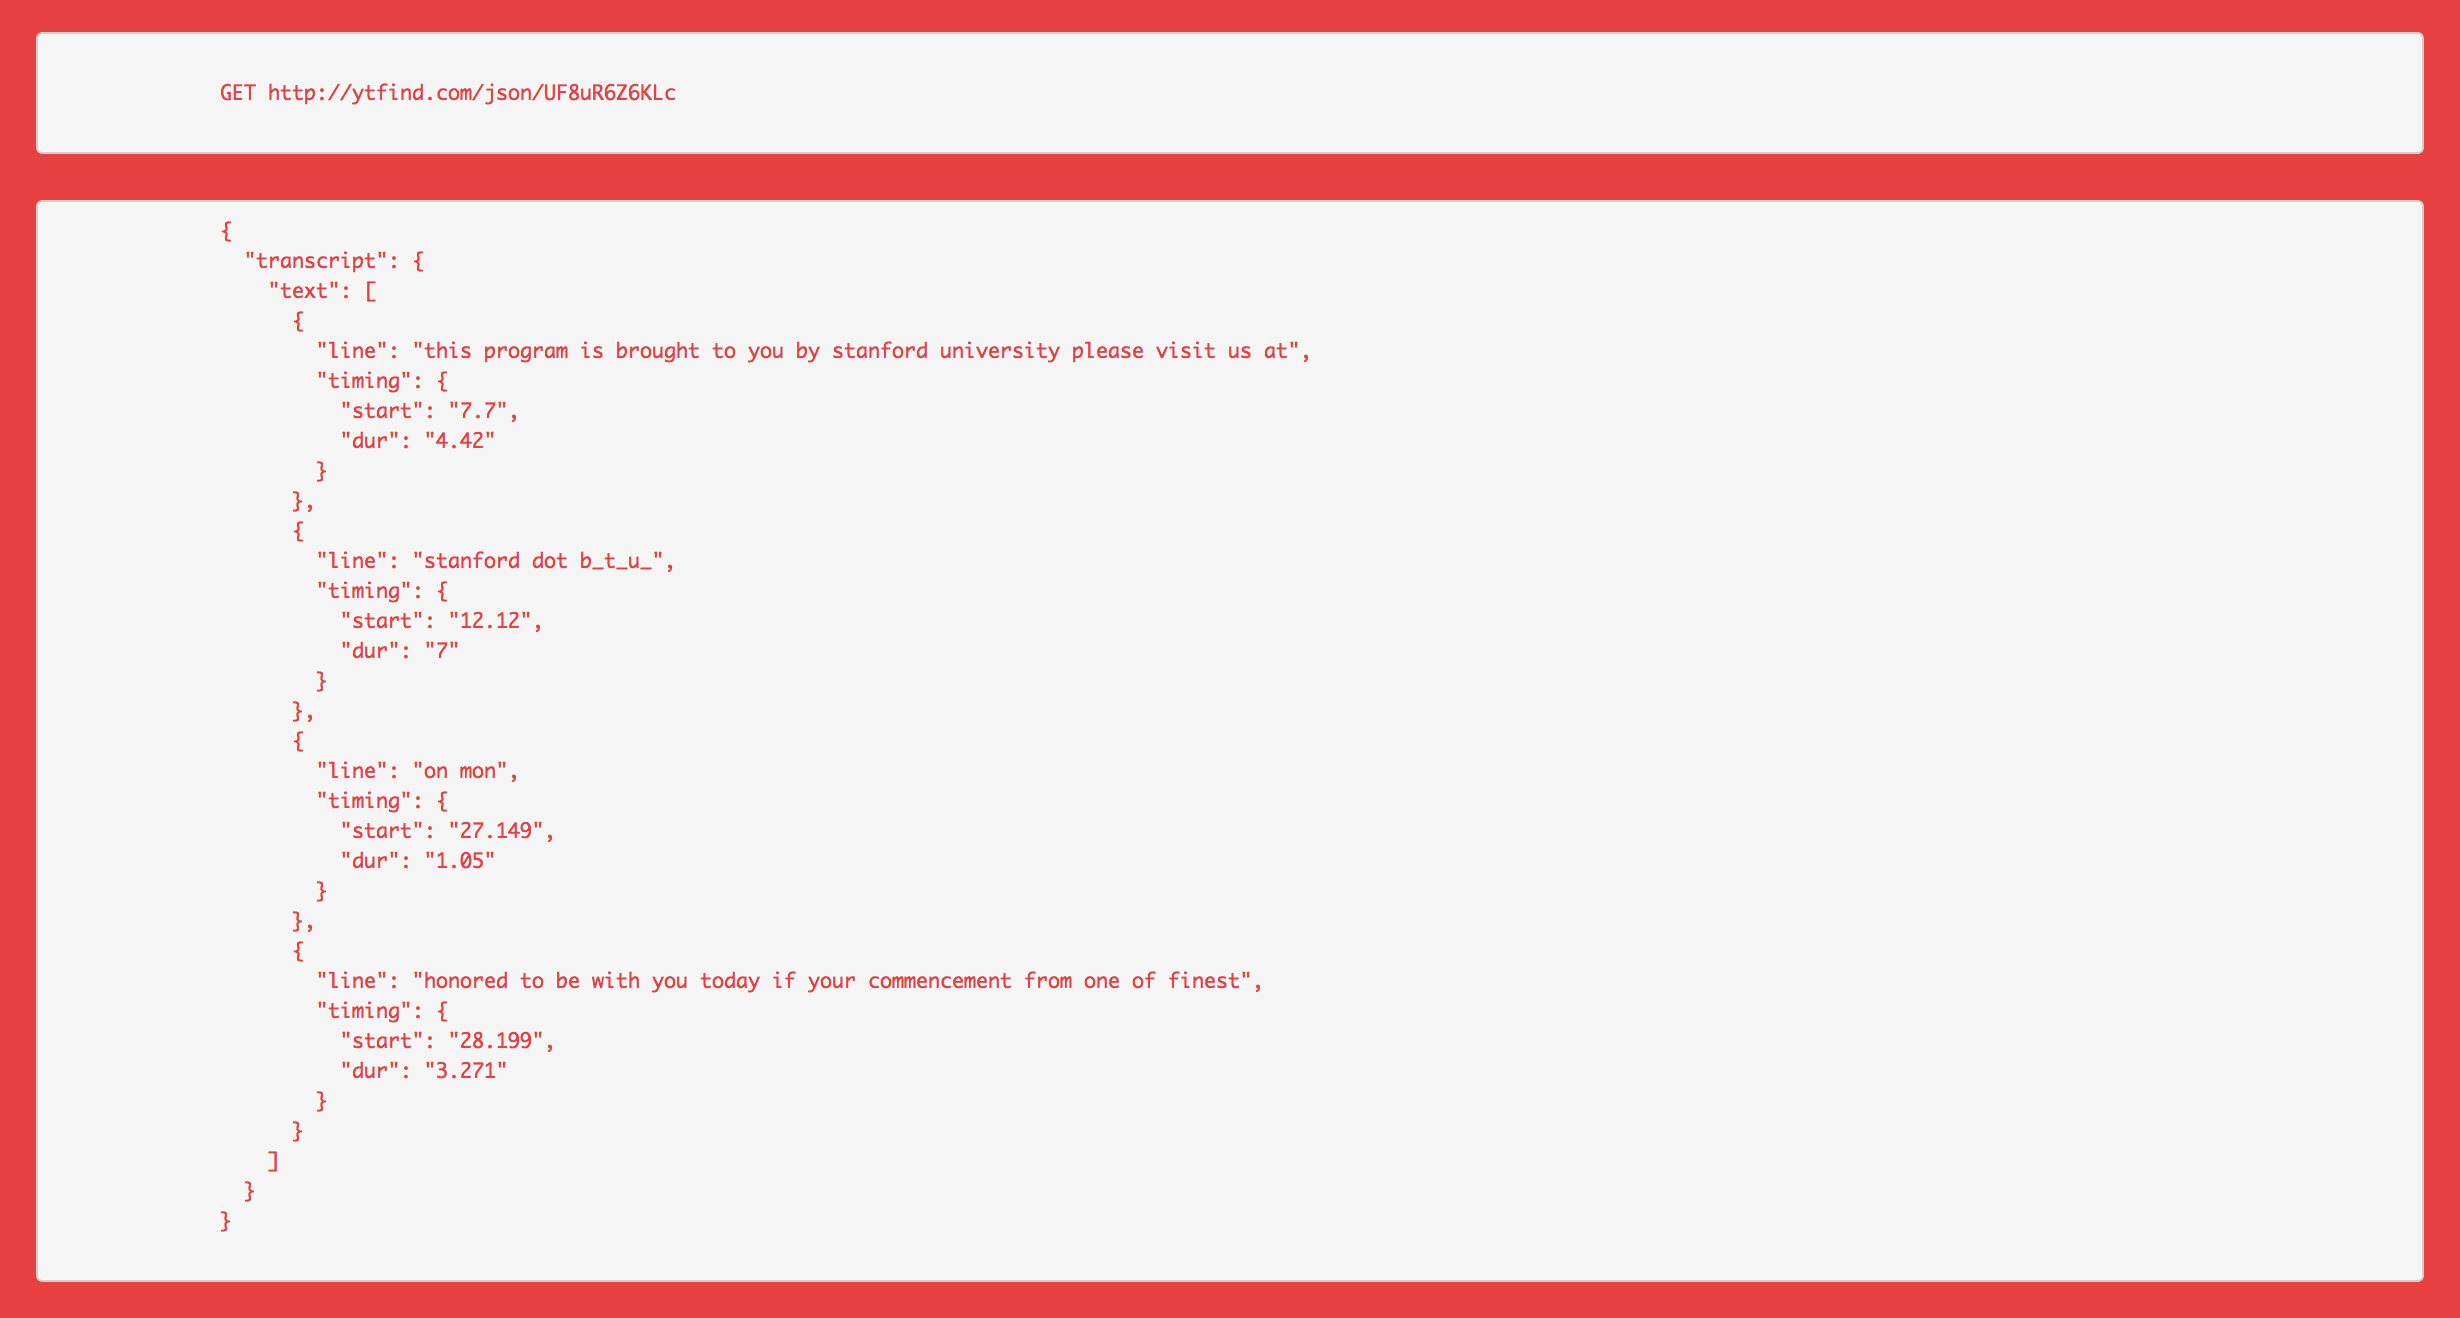 GET http://ytfind.com/json/UF8uR6Z6KLc
{
  "transcript": {
    "text": [
      {
        "line": "this program is brought to you by stanford university please visit us at",
        "timing": {
          "start": "7.7",
          "dur": "4.42"
        }
      },
      {
        "line": "stanford dot b_t_u_",
        "timing": {
          "start": "12.12",
          "dur": "7"
        }
      },
      {
        "line": "on mon",
        "timing": {
          "start": "27.149",
          "dur": "1.05"
        }
      },
      {
        "line": "honored to be with you today if your commencement from one of finest",
        "timing": {
          "start": "28.199",
          "dur": "3.271"
        }
      }
    ]
  }
}